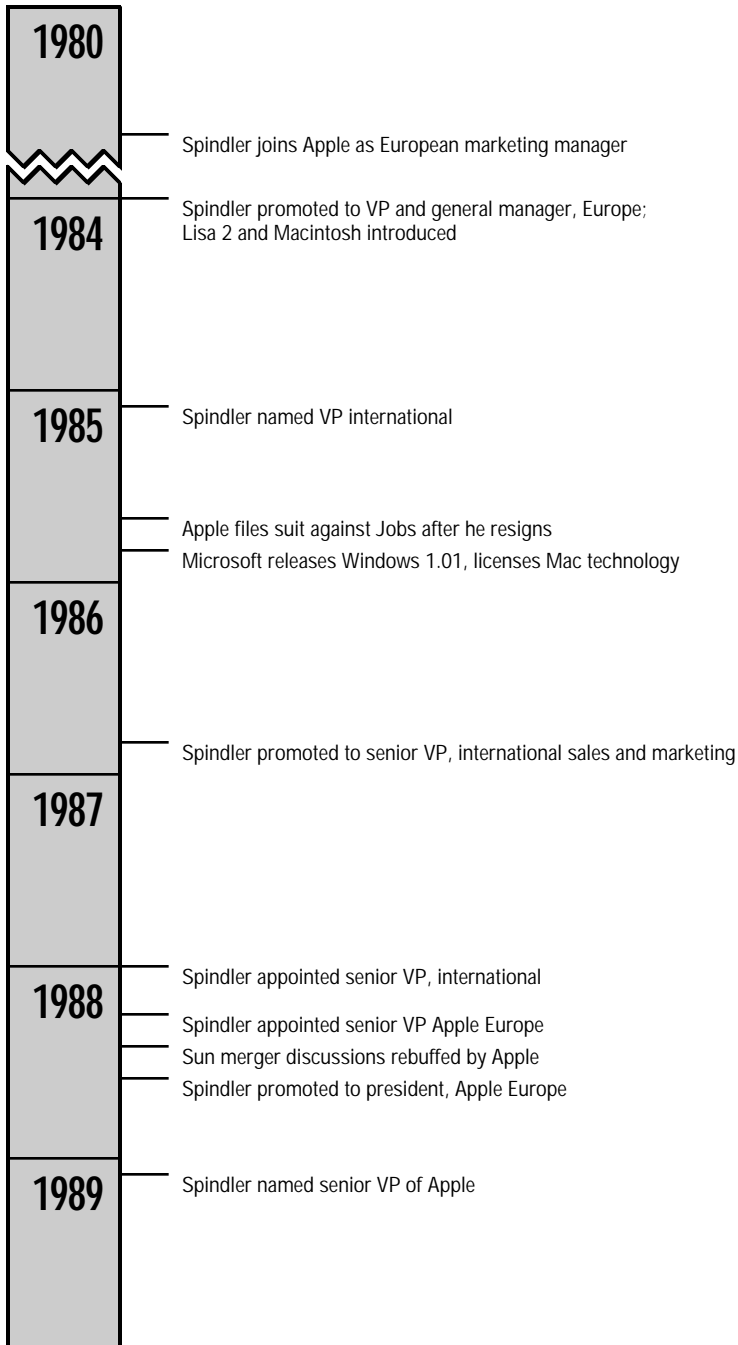 1980
Spindler joins Apple as European marketing manager
Spindler promoted to VP and general manager, Europe;
Lisa 2 and Macintosh introduced
1984
1985
Spindler named VP international
Apple files suit against Jobs after he resigns
Microsoft releases Windows 1.01, licenses Mac technology
1986
Spindler promoted to senior VP, international sales and marketing
1987
Spindler appointed senior VP, international
1988
Spindler appointed senior VP Apple Europe
Sun merger discussions rebuffed by Apple
Spindler promoted to president, Apple Europe
1989
Spindler named senior VP of Apple